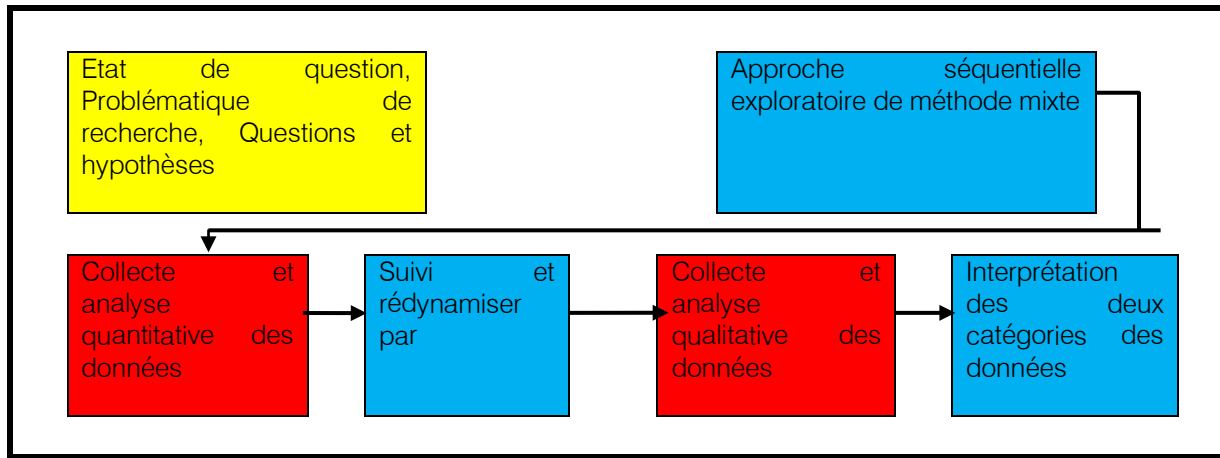 Etat de question,
Problématique de
recherche, Questions et
hypothèses
Approche séquentielle
exploratoire de méthode mixte
Collecte et
analyse
quantitative des
données
Suivi et
rédynamiser
par
Collecte et
analyse
qualitative des
données
Interprétation
des deux
catégories des
données